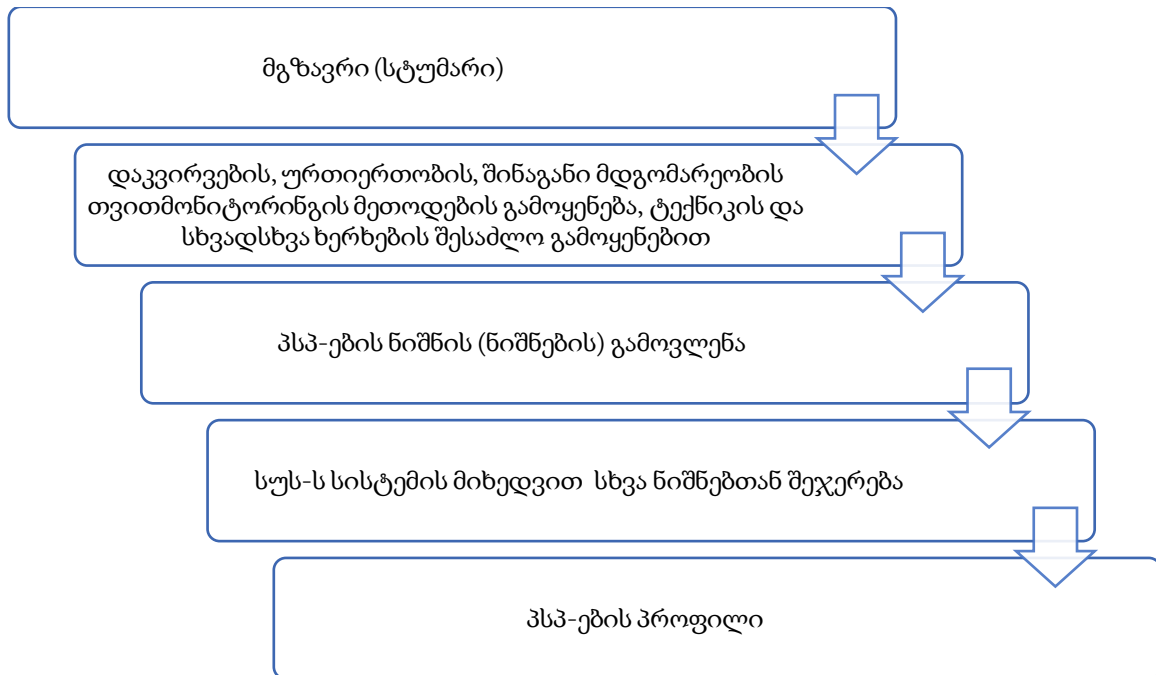 მგზავრი (სტუმარი)
დაკვირვების, ურთიერთობის, შინაგანი მდგომარეობის
თვითმონიტორინგის მეთოდების გამოყენება, ტექნიკის და
სხვადსხვა ხერხების შესაძლო გამოყენებით
პსპ-ების ნიშნის (ნიშნების) გამოვლენა
სუს-ს სისტემის მიხედვით სხვა ნიშნებთან შეჯერება
პსპ-ების პროფილი